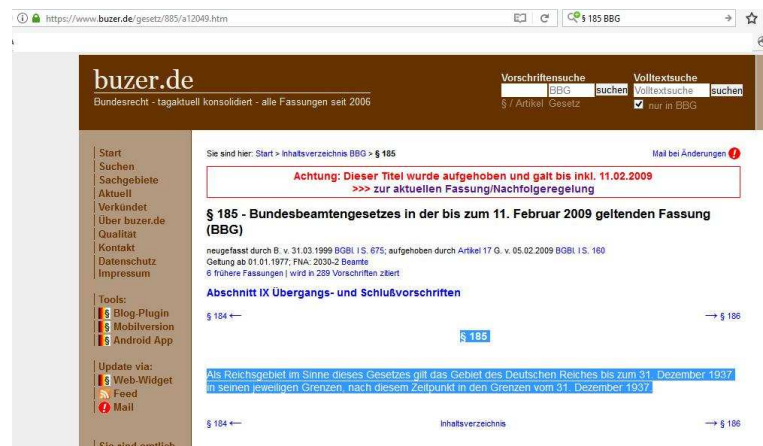 https://www.buzer.de/gesetz/885/a12049.htm
§ 185 BBG
buzer.de
Bundesrecht - tagaktuell konsolidiert - alle Fassungen seit 2006
Vorschriftensuche
BBG suchen
§ / Artikel Gesetz
Volltextsuche
Volltextsuche suchen
nur in BBG
Start
Suchen
Sachgebiete
Aktuell
Verkündet
Über buzer.de
Qualität
Kontakt
Datenschutz
Impressum
Tools:
§ Blog-Plugin
§ Mobilversion
§ Android App
Update via:
§ Web-Widget
Feed
Mail
Sie sind hier: Start > Inhaltsverzeichnis BBG > § 185
Mail bei Änderungen
Achtung: Dieser Titel wurde aufgehoben und galt bis inkl. 11.02.2009
>>> zur aktuellen Fassung/Nachfolgeregelung
§ 185 - Bundesbeamtengesetzes in der bis zum 11. Februar 2009 geltenden Fassung
(BBG)
neugefasst durch B. v. 31.03.1999 BGBl. I S. 675; aufgehoben durch Artikel 17 G. v. 05.02.2009 BGBl. I S. 160
Geltung ab 01.01.1977; FNA: 2030-2 Beamte
6 frühere Fassungen | wird in 289 Vorschriften zitiert
Abschnitt IX Übergangs- und Schlußvorschriften
§ 184 ←
→ § 186
§ 185
Als Reichsgebiet im Sinne dieses Gesetzes gilt das Gebiet des Deutschen Reiches bis zum 31. Dezember 1937
in seinen jeweiligen Grenzen, nach diesem Zeitpunkt in den Grenzen vom 31. Dezember 1937.
§ 184 ←
Inhaltsverzeichnis
→ § 186